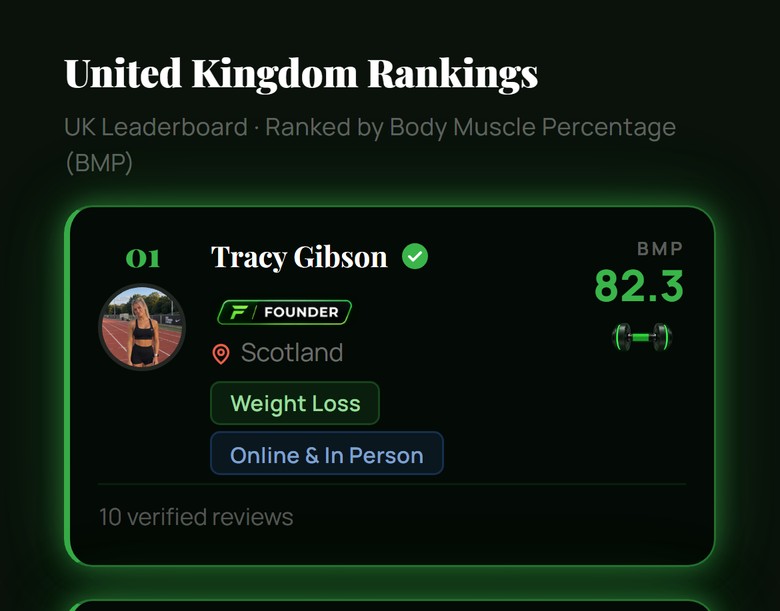 United Kingdom Rankings
UK Leaderboard · Ranked by Body Muscle Percentage
(BMP)
01
Tracy Gibson
BMP
82.3
F / FOUNDER
Scotland
Weight Loss
Online & In Person
10 verified reviews